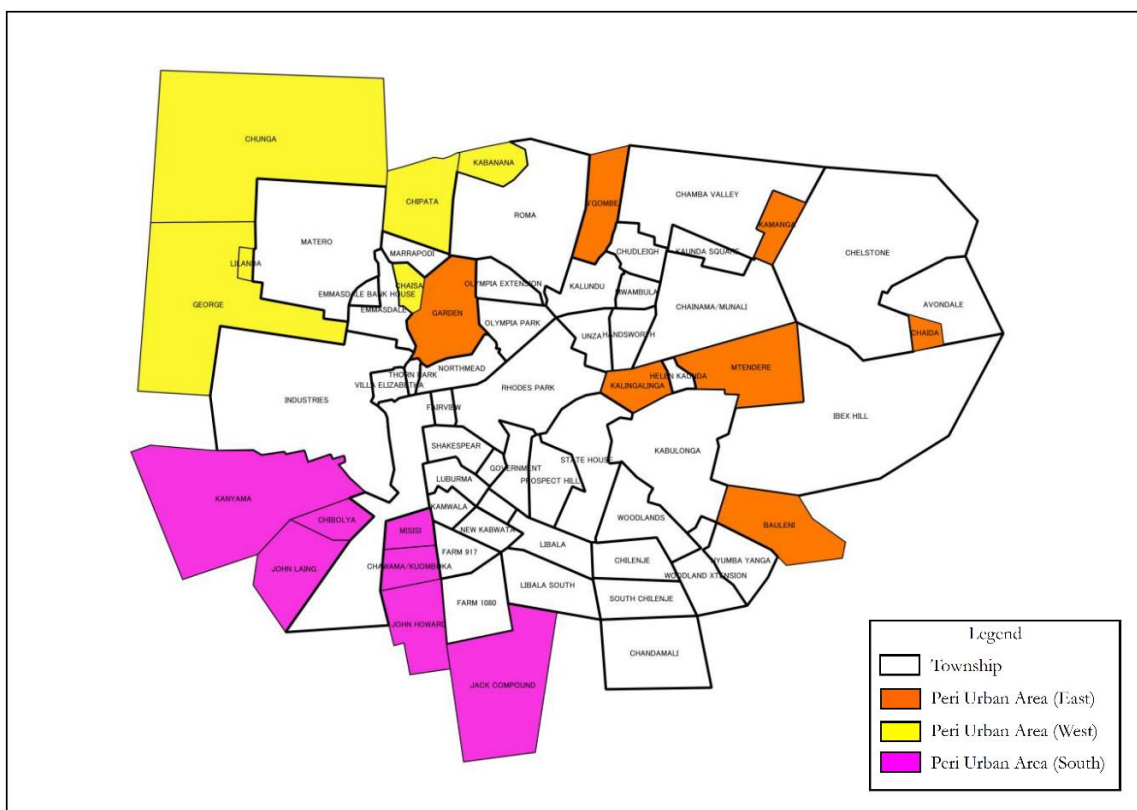 CHUNGA
KABANANA
CHIPATA
N'GOMBE
CHAMBA VALLEY
ROMA
KAMANGA
MATERO
MARRAPODI
CHUDLEIGH
KAUNDA SQUARE
CHELSTONE
LILANDA
CHAISA
OLYMPIA EXTENSION
KALUNDU
MWAMBULA
EMMASDALE BANK HOUSE
GEORGE
EMMASDALE
GARDEN
CHAINAMA/MUNALI
AVONDALE
OLYMPIA PARK
UNZA
HANDSWORTH
CHAIDA
THORN PARK
NORTHMEAD
HELEN KAUNDA
MTENDERE
VILLA ELIZABETHA
RHODES PARK
KALINGALINGA
INDUSTRIES
FAIRVIEW
IBEX HILL
SHAKESPEAR
KABULONGA
GOVERNMENT
STATE HOUSE
LUBURMA
PROSPECT HILL
KANYAMA
KAMWALA
WOODLANDS
CHIBOLYA
MISISI
NEW KABWATA
BAULENI
LIBALA
FARM 917
CHILENJE
NYUMBA YANGA
JOHN LAING
CHAWAMA/KUOMBOKA
WOODLAND XTENSION
LIBALA SOUTH
FARM 1080
SOUTH CHILENJE
JOHN HOWARD
CHANDAMALI
JACK COMPOUND
Legend
Township
Peri Urban Area (East)
Peri Urban Area (West)
Peri Urban Area (South)